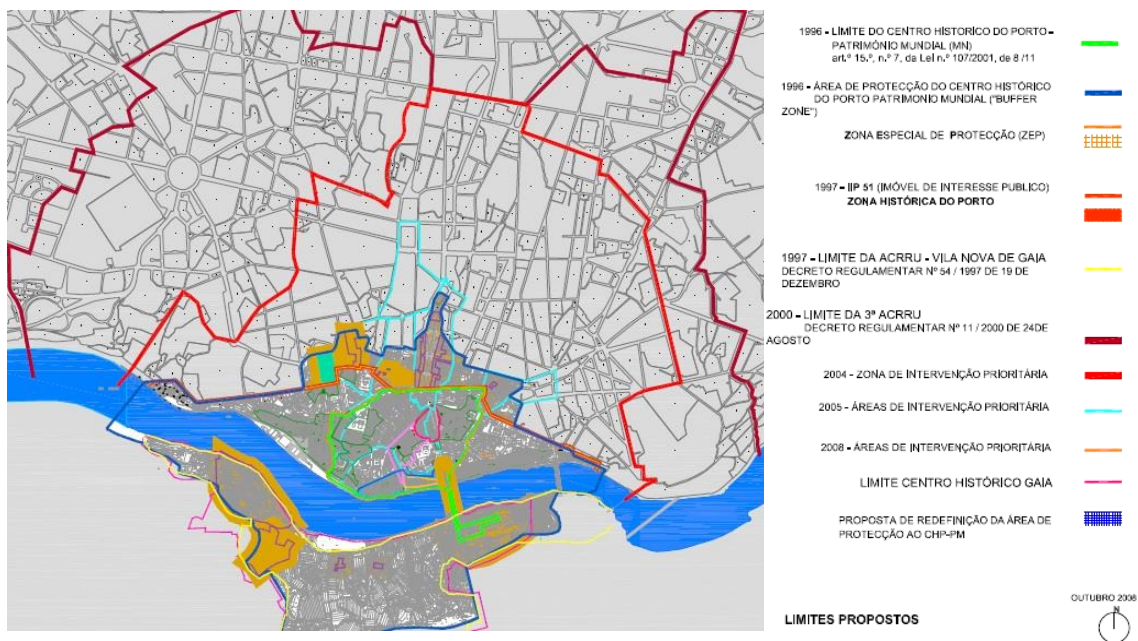 1996 - LIMITE DO CENTRO HÍSTORICO DO PORTO -
PATRIMÓNIO MUNDIAL (MN)
art.º 15.º, n.º 7, da Lei n.º 107/2001, de 8 /11
1996 - ÁREA DE PROTECÇÃO DO CENTRO HISTÓRICO
DO PORTO PATRIMONIO MUNDIAL ("BUFFER
ZONE")
ZONA ESPECIAL DE PROTECÇÃO (ZEP)
1997 - IIP 51 (IMÓVEL DE INTERESSE PUBLICO)
ZONA HISTÓRICA DO PORTO
1997 - LIMITE DA ACRRU - VILA NOVA DE GAIA
DECRETO REGULAMENTAR Nº 54 / 1997 DE 19 DE
DEZEMBRO
2000 - LIMITE DA 3ª ACRRU
DECRETO REGULAMENTAR Nº 11 / 2000 DE 24DE
AGOSTO
2004 - ZONA DE INTERVENÇÃO PRIORITÁRIA
2005 - ÁREAS DE INTERVENÇÃO PRIORITÁRIA
2008 - ÁREAS DE INTERVENÇÃO PRIORITÁRIA
LIMITE CENTRO HISTÓRICO GAIA
PROPOSTA DE REDEFINIÇÃO DA ÁREA DE
PROTECÇÃO AO CHP-PM
OUTUBRO 2008
N
LIMITES PROPOSTOS